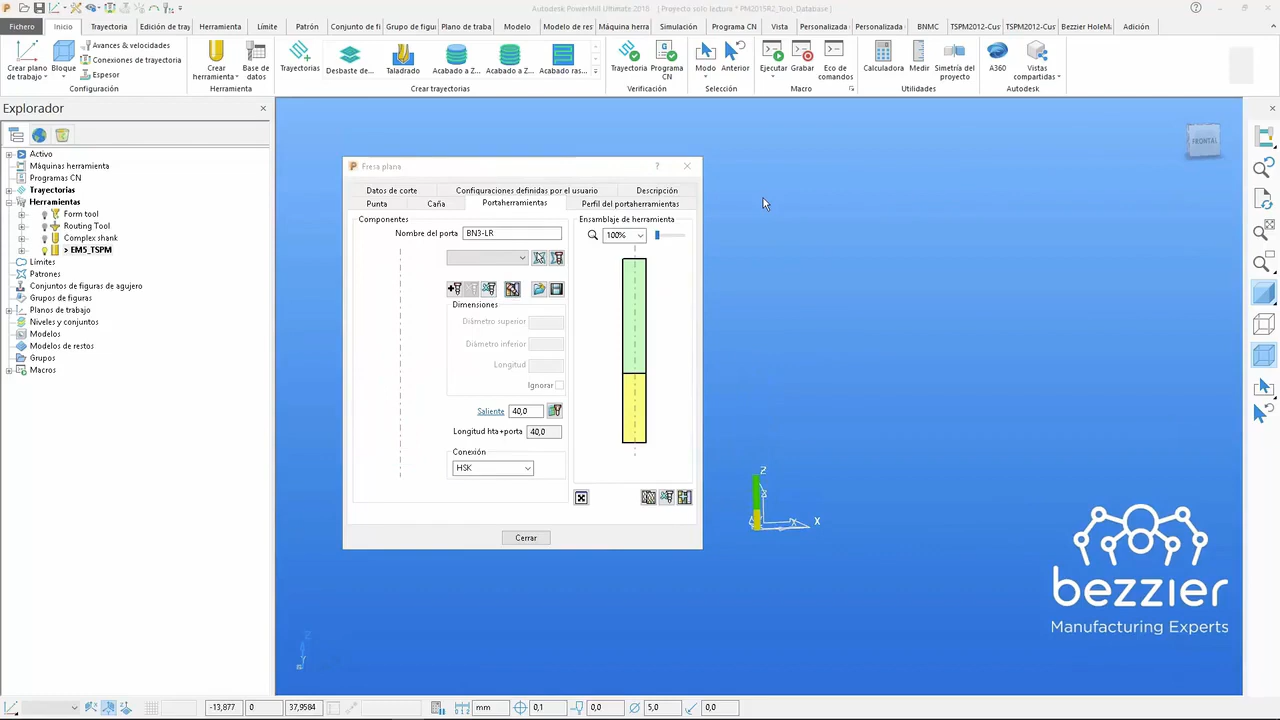 Autodesk PowerMill Ultimate 2018 - [ Proyecto solo lectura * PM2015R2_Tool_Database ]
Fichero Inicio Trayectoria Edición de tray Herramienta Límite Patrón Conjunto de fi Grupo de figur Plano de traba Modelo Modelo de res Máquina herra Simulación Programa CN Vista Personalizada Personalizada BNMC TSPM2012-Cus TSPM2012-Cus Bezzier HoleMa Adición
Crear plano de trabajo
Bloque
Avances & velocidades
Conexiones de trayectoria
Espesor
Configuración
Crear herramienta
Base de datos
Herramienta
Trayectorias Desbaste de... Taladrado Acabado a Z... Acabado a Z... Acabado ras...
Crear trayectorias
Trayectoria Programa CN
Verificación
Modo Anterior
Selección
Ejecutar Grabar Eco de comandos
Macro
Calculadora Medir Simetría del proyecto
Utilidades
A360 Vistas compartidas
Autodesk
Explorador
Activo
Máquinas herramienta
Programas CN
Trayectorias
Herramientas
Form tool
Routing Tool
Complex shank
> EM5_TSPM
Límites
Patrones
Conjuntos de figuras de agujero
Grupos de figuras
Planos de trabajo
Niveles y conjuntos
Modelos
Modelos de restos
Grupos
Macros
Fresa plana
Datos de corte Configuraciones definidas por el usuario Descripción
Punta Caña Portaherramientas Perfil del portaherramientas
Componentes
Nombre del porta BN3-LR
Dimensiones
Diámetro superior
Diámetro inferior
Longitud
Ignorar
Saliente 40,0
Longitud hta+porta 40,0
Conexión
HSK
Ensamblaje de herramienta
100%
Cerrar
FRONTAL
Z
X
Z
bezzier
Manufacturing Experts
-13,877 0 37,9584 mm 0,1 0,0 5,0 0,0